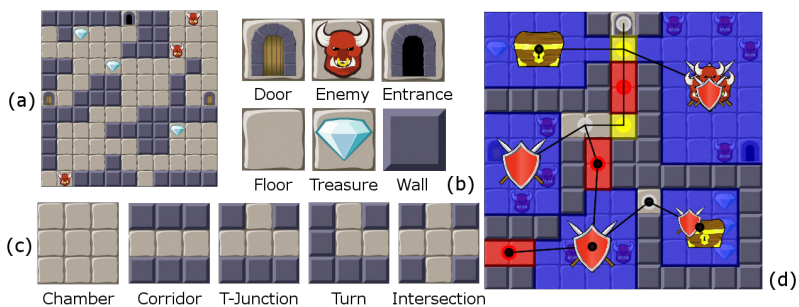 (a)
Door Enemy Entrance
Floor Treasure Wall
(b)
(c)
Chamber Corridor T-Junction Turn Intersection
(d)